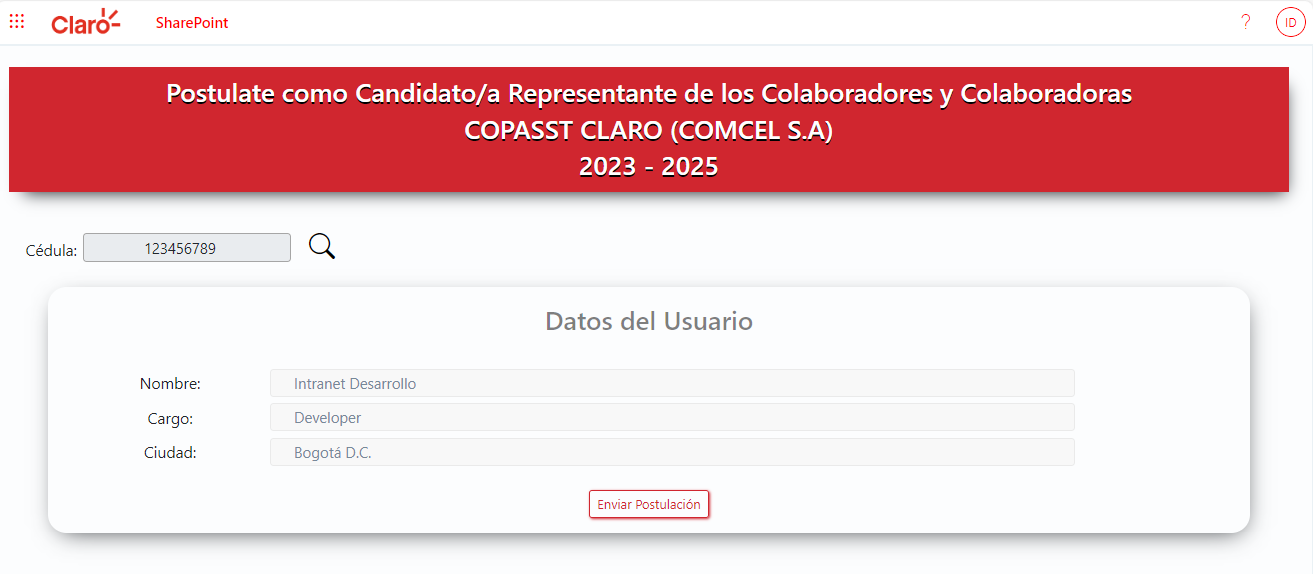 Claro
SharePoint
?
ID
Postulate como Candidato/a Representante de los Colaboradores y Colaboradoras
COPASST CLARO (COMCEL S.A)
2023 - 2025
Cédula: 123456789
Datos del Usuario
Nombre: Intranet Desarrollo
Cargo: Developer
Ciudad: Bogotá D.C.
Enviar Postulación